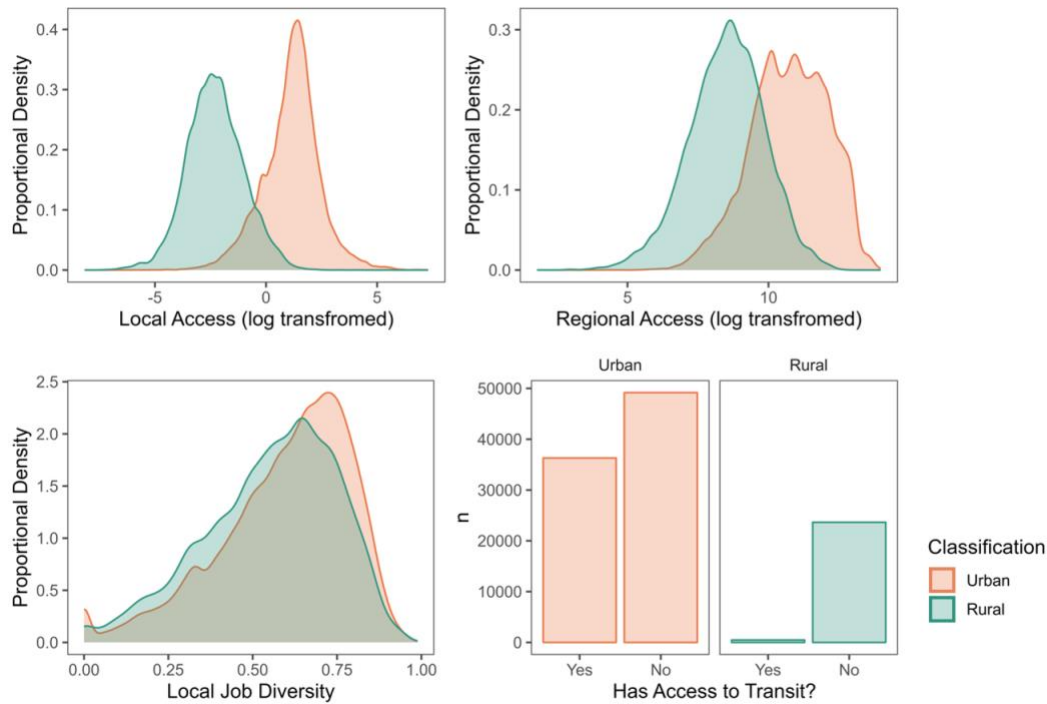 Proportional Density
0.4
0.3
0.2
0.1
0.0
-5 0 5
Local Access (log transfromed)
Proportional Density
0.3
0.2
0.1
0.0
5 10
Regional Access (log transfromed)
Proportional Density
2.5
2.0
1.5
1.0
0.5
0.0
0.00 0.25 0.50 0.75 1.00
Local Job Diversity
Urban Rural
n
50000
40000
30000
20000
10000
0
Yes No Yes No
Has Access to Transit?
Classification
Urban
Rural